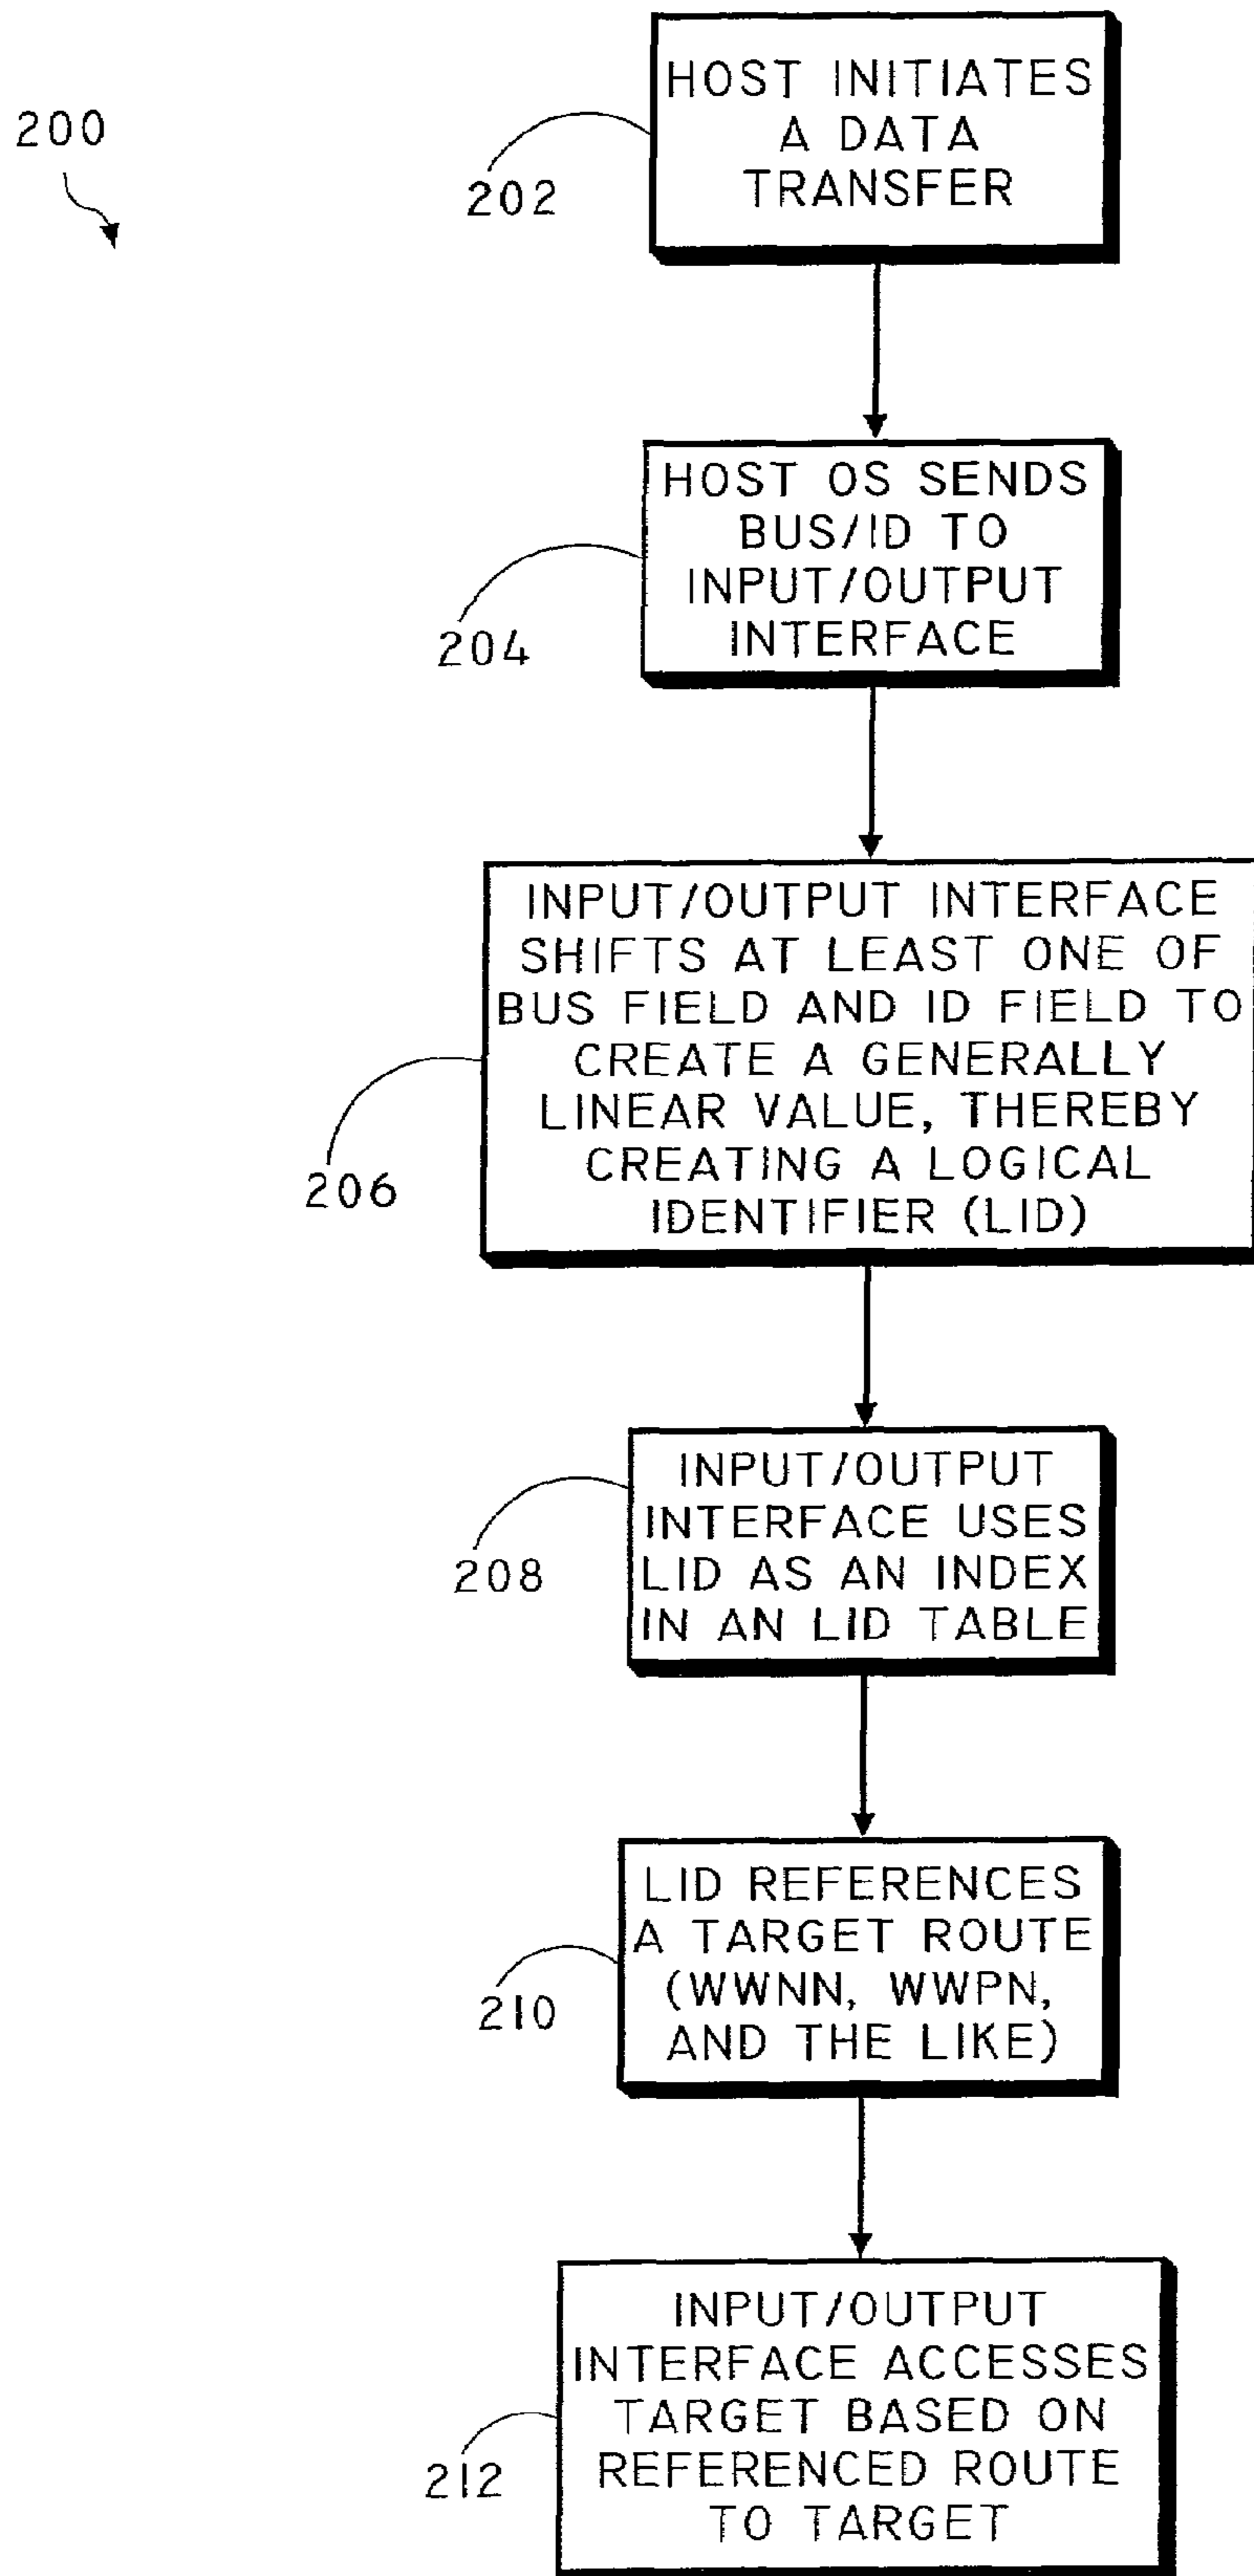 200
HOST INITIATES
A DATA
TRANSFER
202
HOST OS SENDS
BUS/ID TO
INPUT/OUTPUT
INTERFACE
204
INPUT/OUTPUT INTERFACE
SHIFTS AT LEAST ONE OF
BUS FIELD AND ID FIELD TO
CREATE A GENERALLY
LINEAR VALUE, THEREBY
CREATING A LOGICAL
IDENTIFIER (LID)
206
INPUT/OUTPUT
INTERFACE USES
LID AS AN INDEX
IN AN LID TABLE
208
LID REFERENCES
A TARGET ROUTE
(WWNN, WWPN,
AND THE LIKE)
210
INPUT/OUTPUT
INTERFACE ACCESSES
TARGET BASED ON
REFERENCED ROUTE
TO TARGET
212